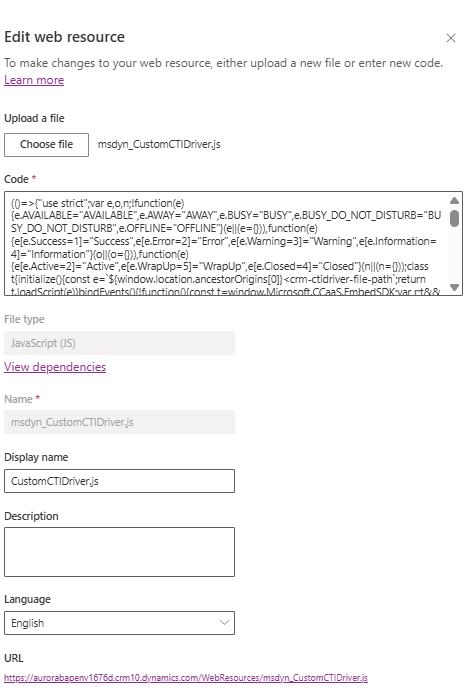 Edit web resource
To make changes to your web resource, either upload a new file or enter new code.
Learn more
Upload a file
Choose file msdyn_CustomCTIDriver.js
Code *
(()=>{"use strict";var e,o,n;!function(e)
{e.AVAILABLE="AVAILABLE",e.AWAY="AWAY",e.BUSY="BUSY",e.BUSY_DO_NOT_DISTURB="BU
SY_DO_NOT_DISTURB",e.OFFLINE="OFFLINE"}(e||(e={})),function(e)
{e[e.Success=1]="Success",e[e.Error=2]="Error",e[e.Warning=3]="Warning",e[e.Information=
4]="Information"}(o||(o={})),function(e)
{e[e.Active=2]="Active",e[e.WrapUp=5]="WrapUp",e[e.Closed=4]="Closed"}(n||(n={}));class
t{initialize(){const e=`${window.location.ancestorOrigins[0]}<crm-ctidriver-file-path`;return
t.loadScript(e)}bindEvents(){!function(){const t=window.Microsoft.CCaaS.EmbedSDK;var
File type
JavaScript (JS)
View dependencies
Name *
msdyn_CustomCTIDriver.js
Display name
CustomCTIDriver.js
Description
Language
English
URL
https://aurorabapenv1676d.crm10.dynamics.com/WebResources/msdyn_CustomCTIDriver.js